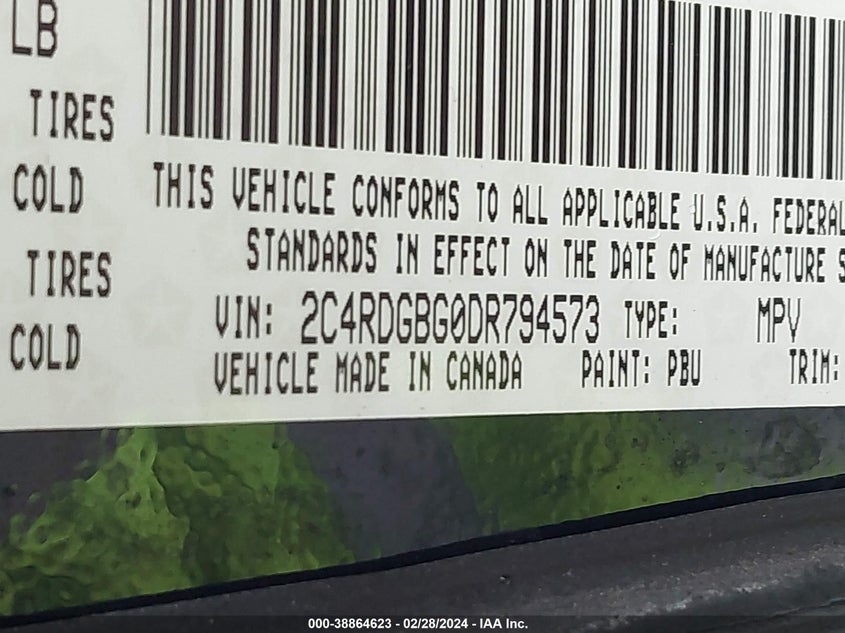 LB
TIRES
COLD
TIRES
COLD
THIS VEHICLE CONFORMS TO ALL APPLICABLE U.S.A. FEDERAL
STANDARDS IN EFFECT ON THE DATE OF MANUFACTURE S
VIN: 2C4RDGBG0DR794573 TYPE: MPV
VEHICLE MADE IN CANADA PAINT: PBU TRIM:
000-38864623 - 02/28/2024 - IAA Inc.